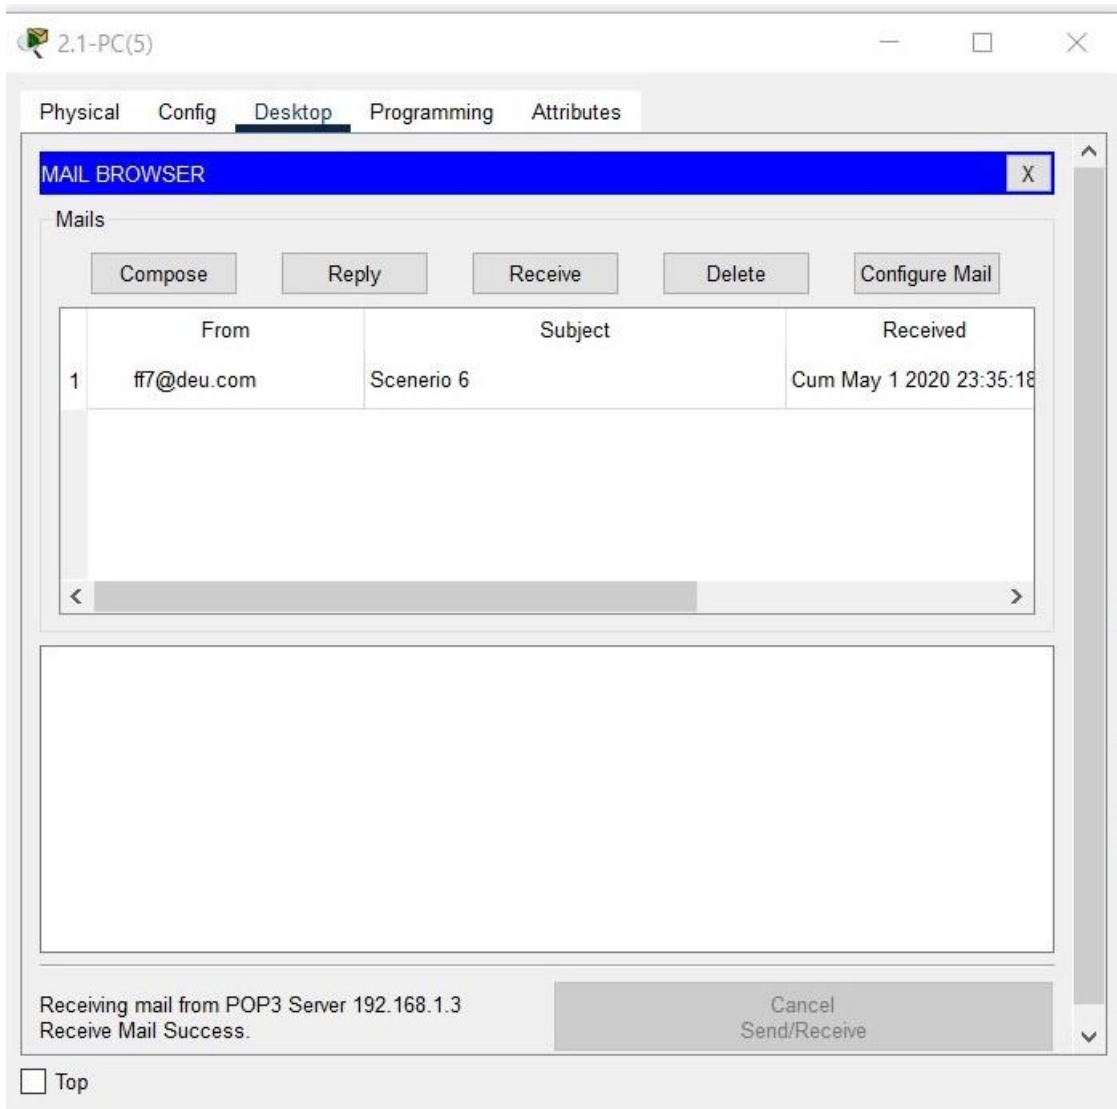 2.1-PC(5)
Physical Config Desktop Programming Attributes
MAIL BROWSER X
Mails
Compose Reply Receive Delete Configure Mail
From Subject Received
1 ff7@deu.com Scenerio 6 Cum May 1 2020 23:35:18
Receiving mail from POP3 Server 192.168.1.3
Receive Mail Success.
Cancel
Send/Receive
Top